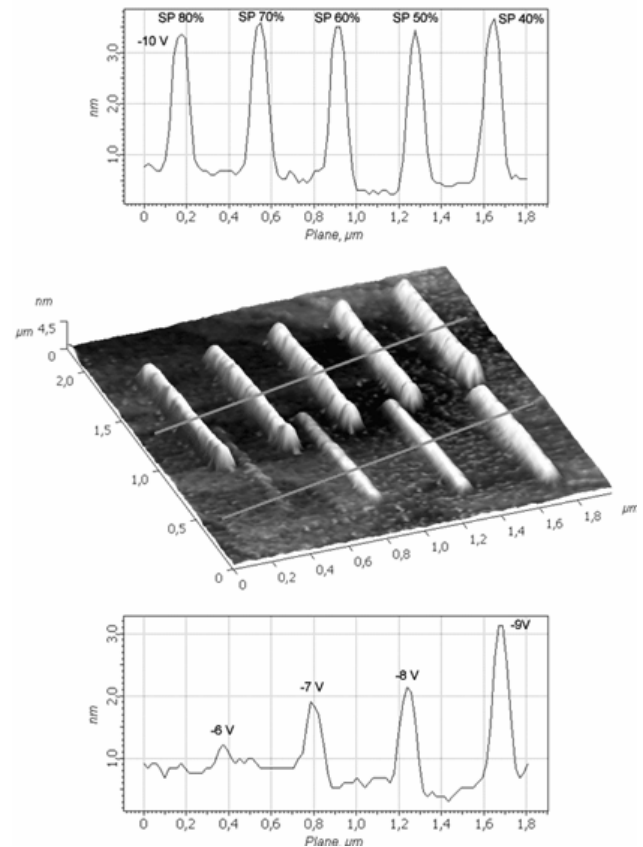 SP 80% SP 70% SP 60% SP 50% SP 40%
-10 V
3,0
2,0
1,0
nm
0 0,2 0,4 0,6 0,8 1,0 1,2 1,4 1,6 1,8
Plane, µm
nm
µm 4,5
0
2,0
1,5
1,0
0,5
0
0 0,2 0,4 0,6 0,8 1,0 1,2 1,4 1,6 1,8
µm
3,0
2,0
1,0
nm
-9V
-8 V
-7 V
-6 V
0 0,2 0,4 0,6 0,8 1,0 1,2 1,4 1,6 1,8
Plane, µm